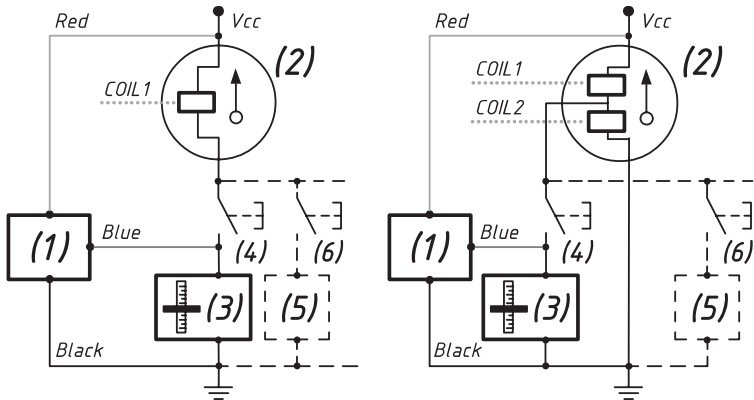 Red
Vcc
(2)
COIL1
(1)
Blue
(4)
(6)
(3)
(5)
Black
Red
Vcc
(2)
COIL1
COIL2
(1)
Blue
(4)
(6)
(3)
(5)
Black